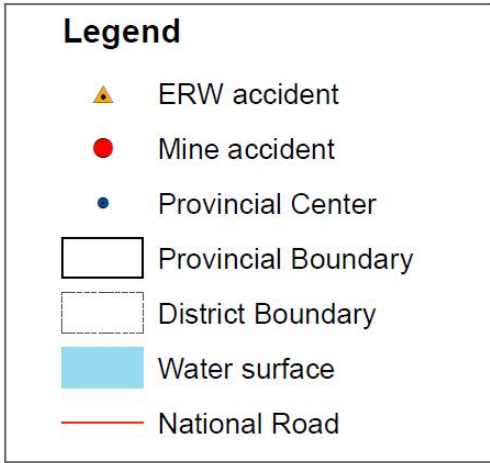 Legend
ERW accident
Mine accident
Provincial Center
Provincial Boundary
District Boundary
Water surface
National Road